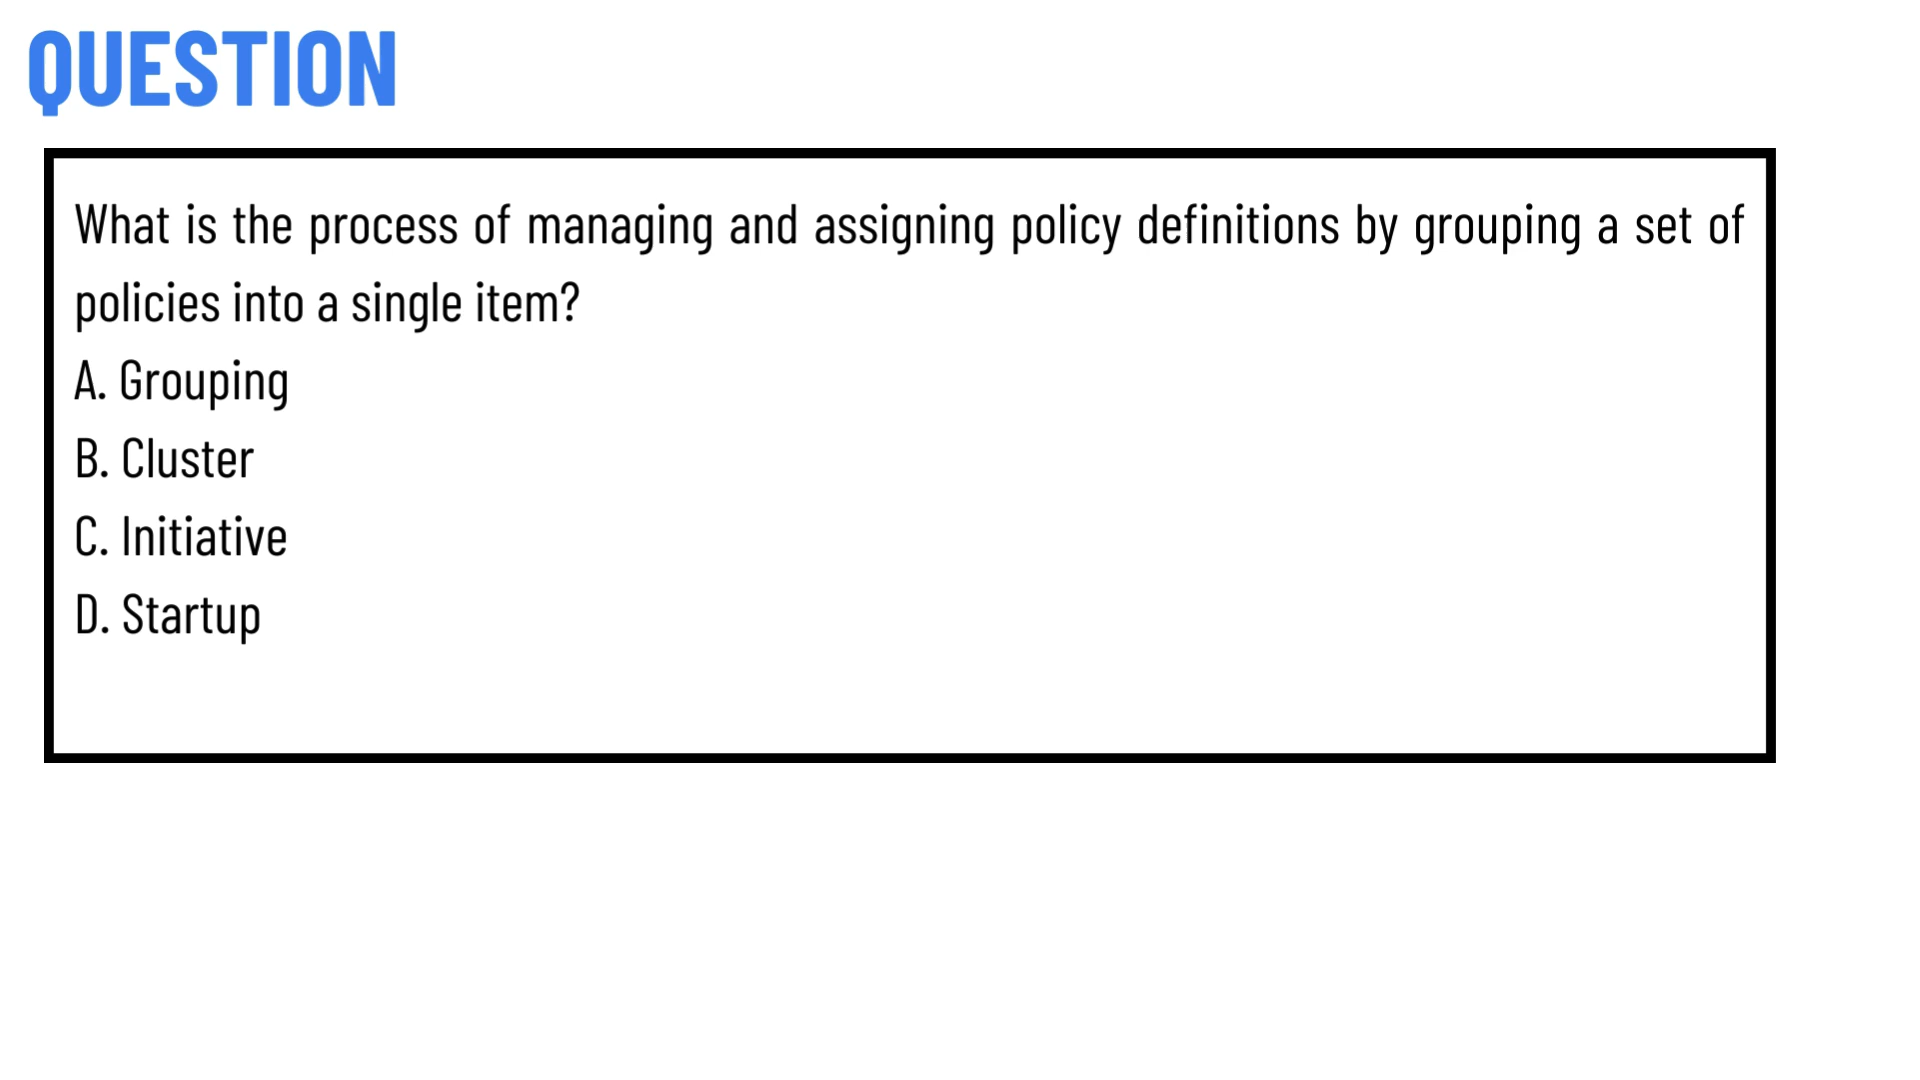 QUESTION
What is the process of managing and assigning policy definitions by grouping a set of
policies into a single item?
A. Grouping
B. Cluster
C. Initiative
D. Startup